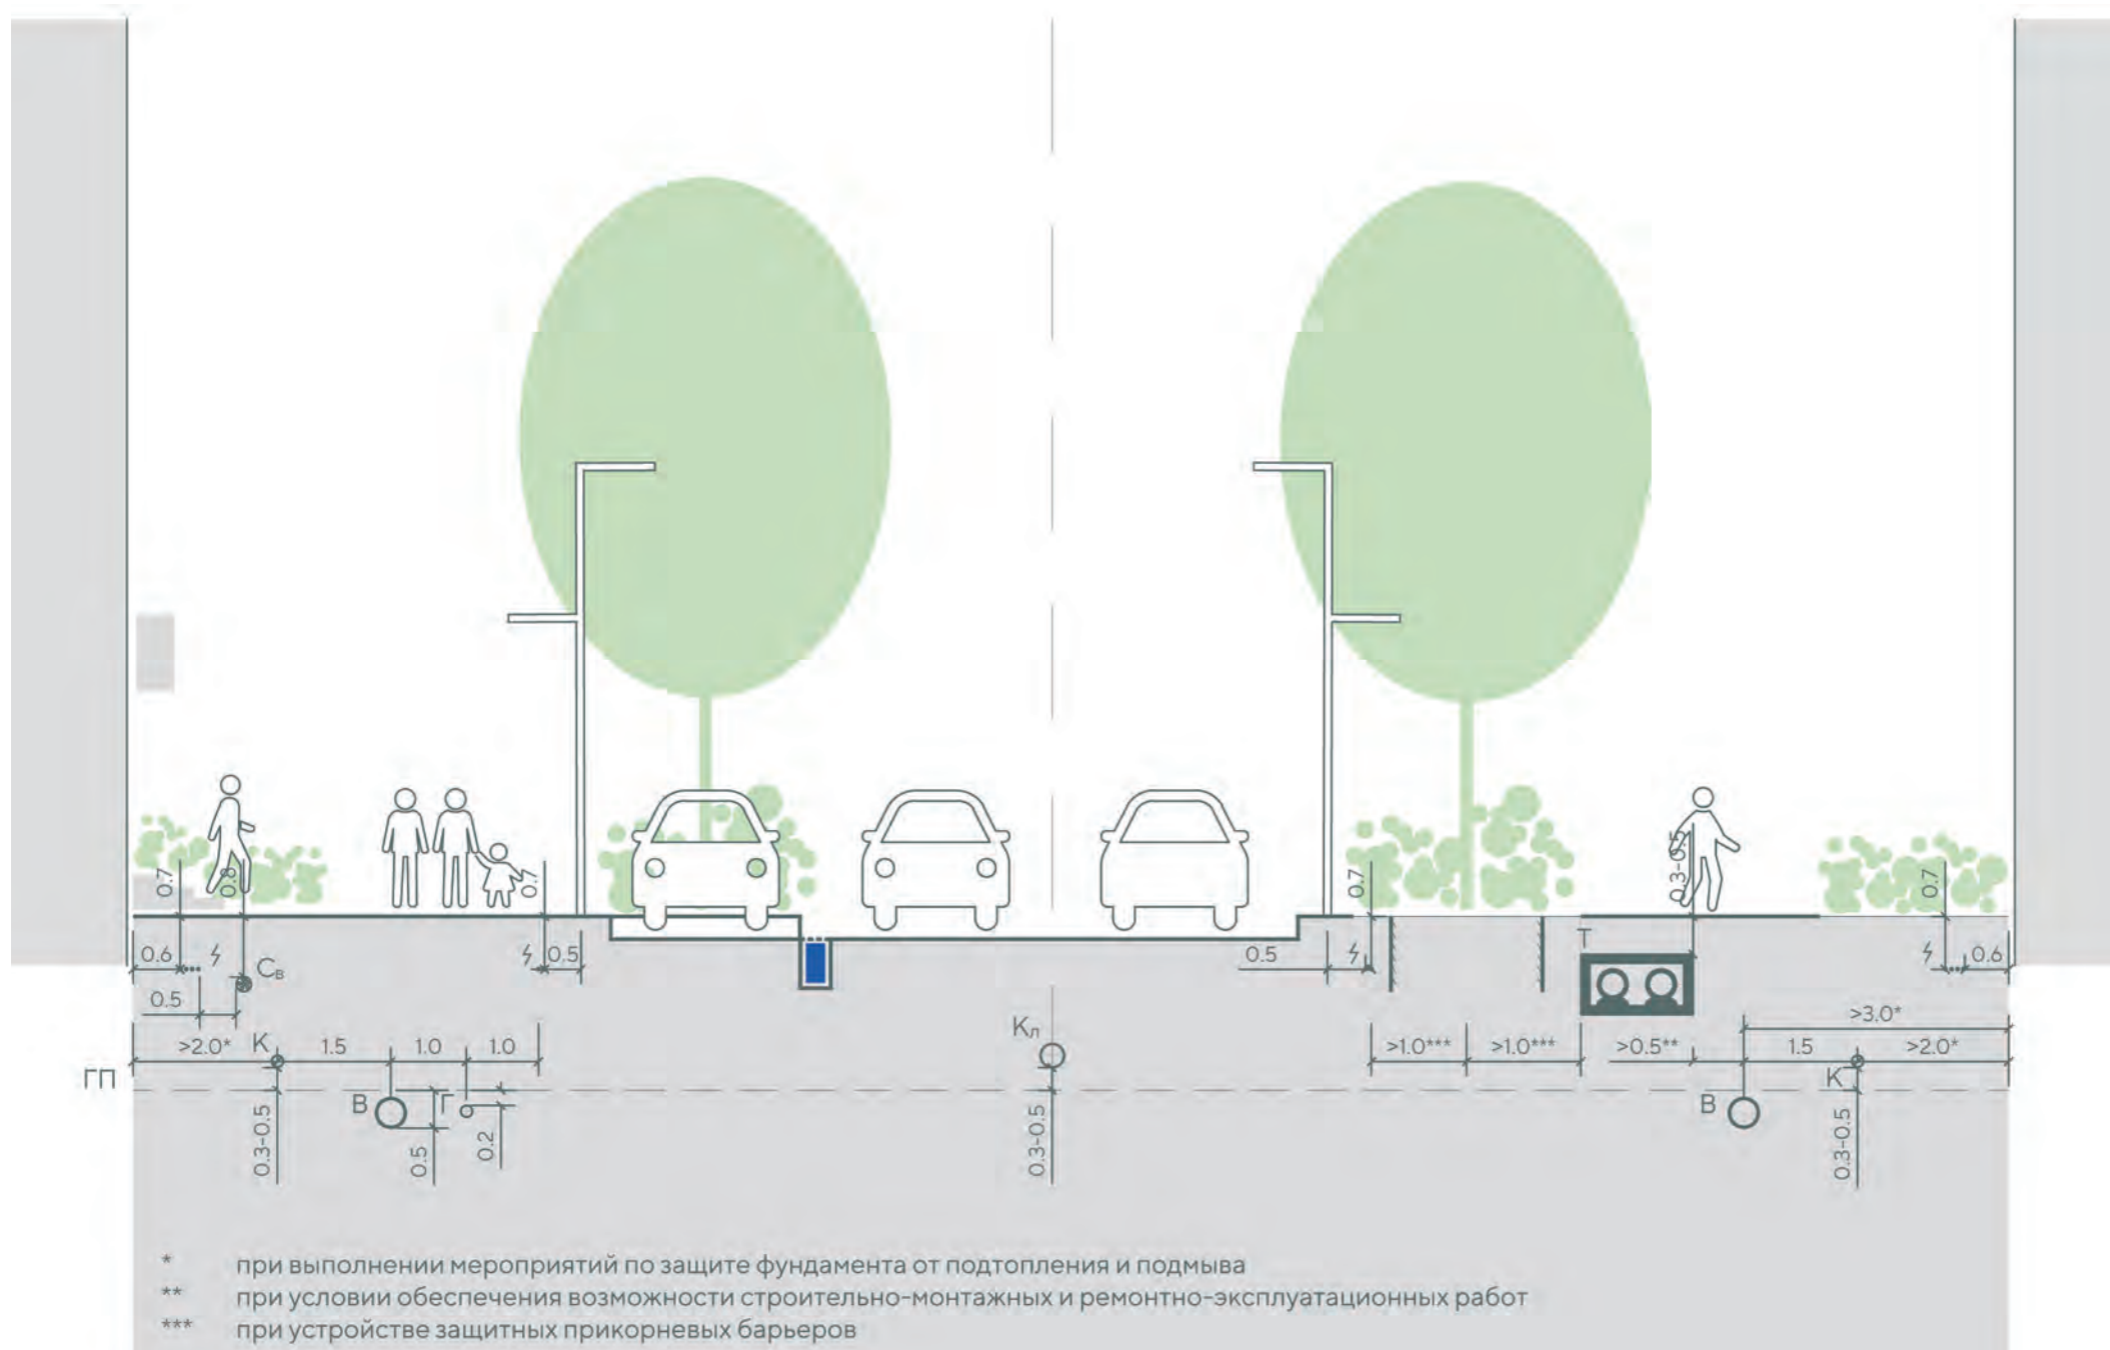 0.7
0.8
0.7
0.7
0.3-0.5
0.7
0.6
Св
0.5
0.5
Т
0.6
0.5
>2.0*
К
1.5
1.0
1.0
Кл
>1.0***
>1.0***
>0.5**
>3.0*
1.5
>2.0*
К
ГП
В
Г
В
0.3-0.5
0.5
0.2
0.3-0.5
0.3-0.5
* при выполнении мероприятий по защите фундамента от подтопления и подмыва
** при условии обеспечения возможности строительно-монтажных и ремонтно-эксплуатационных работ
*** при устройстве защитных прикорневых барьеров